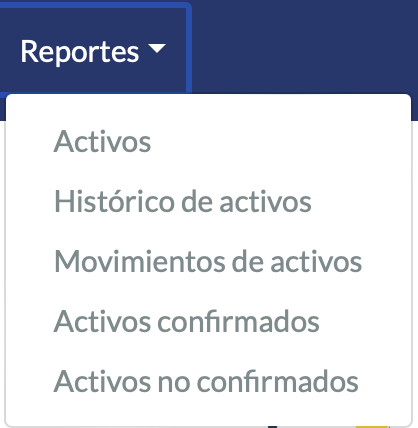 Reportes
Activos
Histórico de activos
Movimientos de activos
Activos confirmados
Activos no confirmados